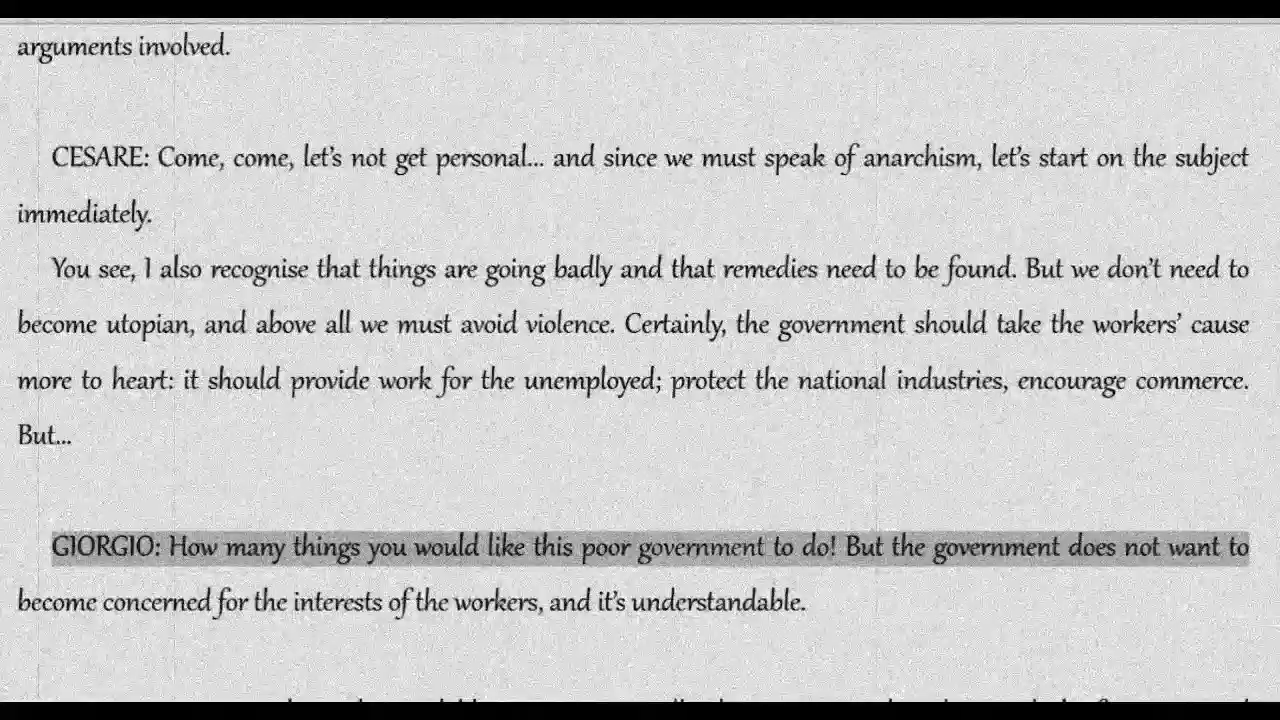 arguments involved.
CESARE: Come, come, let's not get personal... and since we must speak of anarchism, let's start on the subject
immediately.
You see, I also recognise that things are going badly and that remedies need to be found. But we don't need to
become utopian, and above all we must avoid violence. Certainly, the government should take the workers' cause
more to heart: it should provide work for the unemployed; protect the national industries, encourage commerce.
But...
GIORGIO: How many things you would like this poor government to do! But the government does not want to
become concerned for the interests of the workers, and it's understandable.